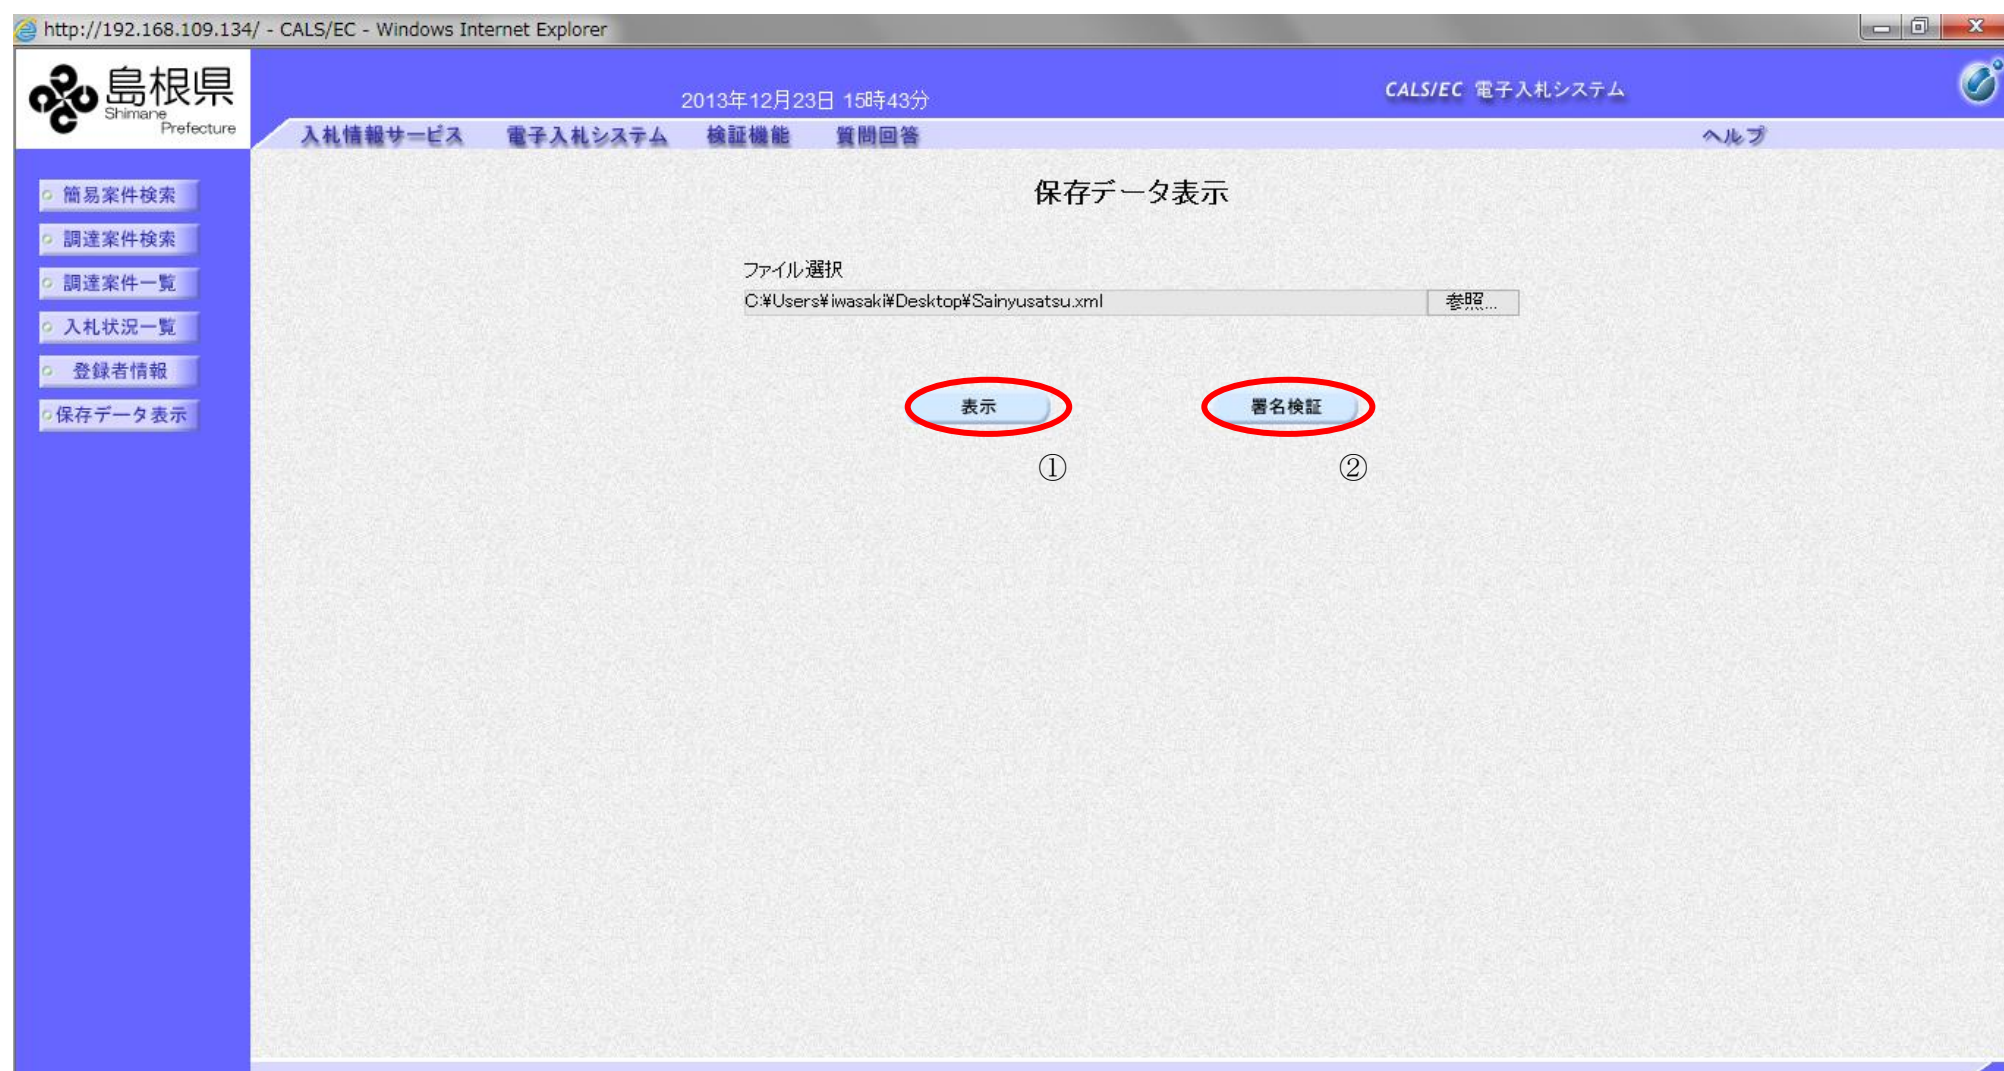 http://192.168.109.134/ - CALS/EC - Windows Internet Explorer
島根県
Shimane
Prefecture
2013年12月23日 15時43分
CALS/EC 電子入札システム
入札情報サービス 電子入札システム 検証機能 質問回答 ヘルプ
簡易案件検索
調達案件検索
調達案件一覧
入札状況一覧
登録者情報
保存データ表示
保存データ表示
ファイル選択
C:¥Users¥iwasaki¥Desktop¥Sainyusatsu.xml 参照...
表示 署名検証
① ②